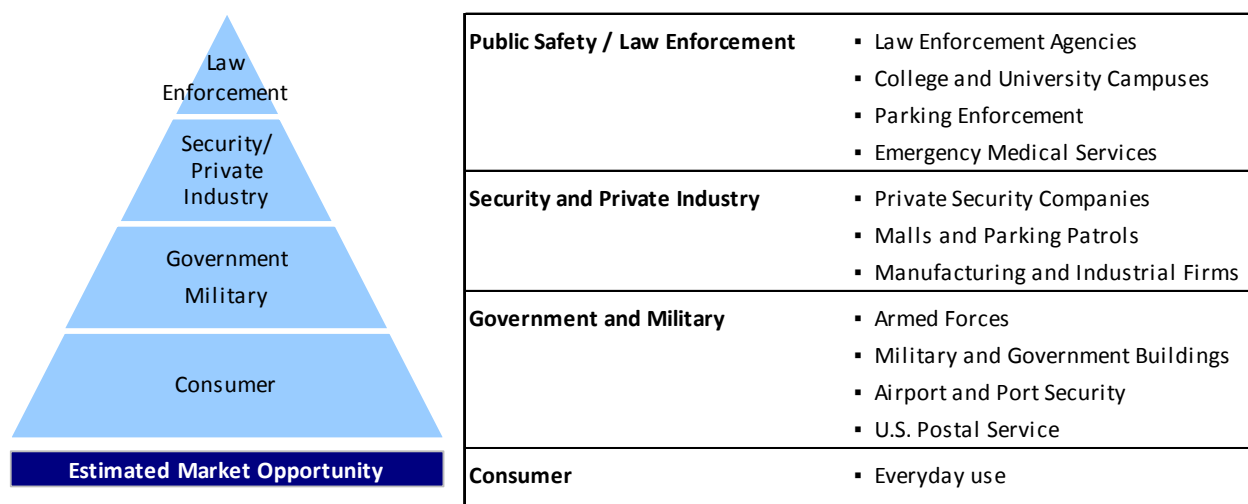 Law
Enforcement
Security/
Private
Industry
Government
Military
Consumer
Estimated Market Opportunity
Public Safety / Law Enforcement
▪ Law Enforcement Agencies
▪ College and University Campuses
▪ Parking Enforcement
▪ Emergency Medical Services
Security and Private Industry
▪ Private Security Companies
▪ Malls and Parking Patrols
▪ Manufacturing and Industrial Firms
Government and Military
▪ Armed Forces
▪ Military and Government Buildings
▪ Airport and Port Security
▪ U.S. Postal Service
Consumer
▪ Everyday use